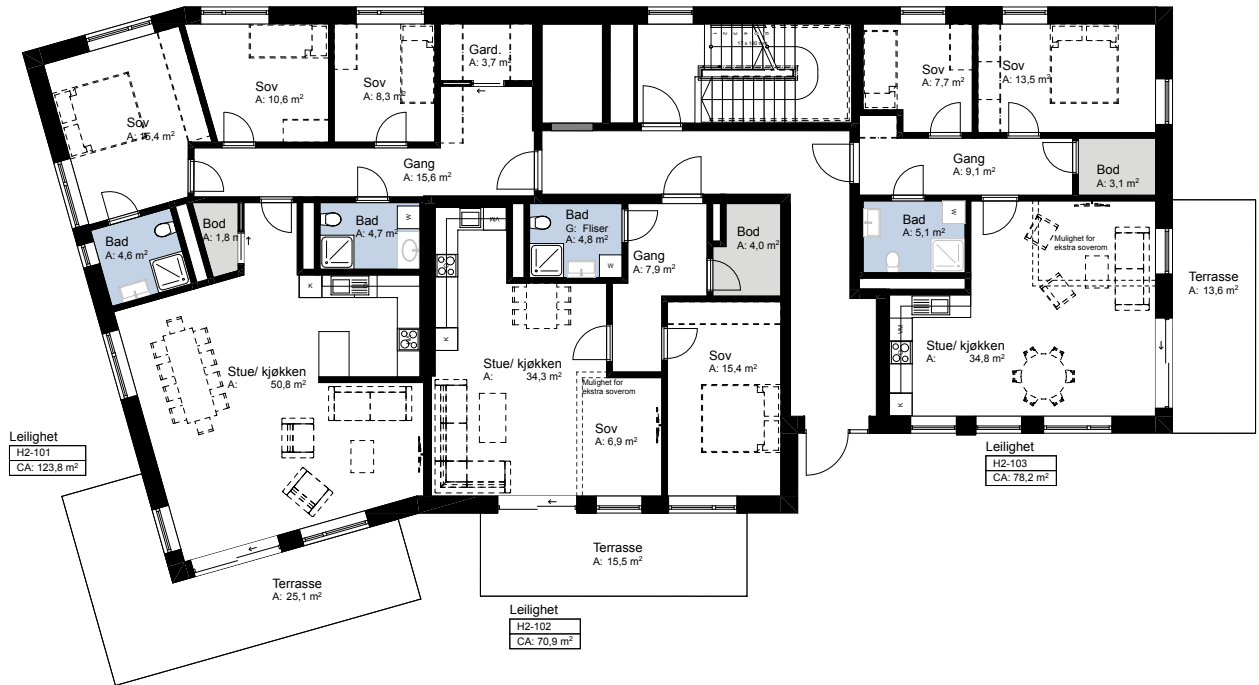 Sov
A: 15,4 m²
Sov
A: 10,6 m²
Sov
A: 8,3 m²
Gard.
A: 3,7 m²
Gang
A: 15,6 m²
Bad
A: 4,6 m²
Bod
A: 1,8 m
Bad
A: 4,7 m²
W
K
Stue/ kjøkken
A: 50,8 m²
Leilighet
H2-101
CA: 123,8 m²
Terrasse
A: 25,1 m²
VM
K
Bad
G: Fliser
A: 4,8 m²
W
Gang
A: 7,9 m²
Bod
A: 4,0 m²
Stue/ kjøkken
A: 34,3 m²
Mulighet for
ekstra soverom
Sov
A: 6,9 m²
Sov
A: 15,4 m²
Terrasse
A: 15,5 m²
Leilighet
H2-102
CA: 70,9 m²
Sov
A: 7,7 m²
Sov
A: 13,5 m²
Gang
A: 9,1 m²
Bod
A: 3,1 m²
Bad
A: 5,1 m²
W
Mulighet for
ekstra soverom
VM
K
Stue/ kjøkken
A: 34,8 m²
Terrasse
A: 13,6 m²
Leilighet
H2-103
CA: 78,2 m²